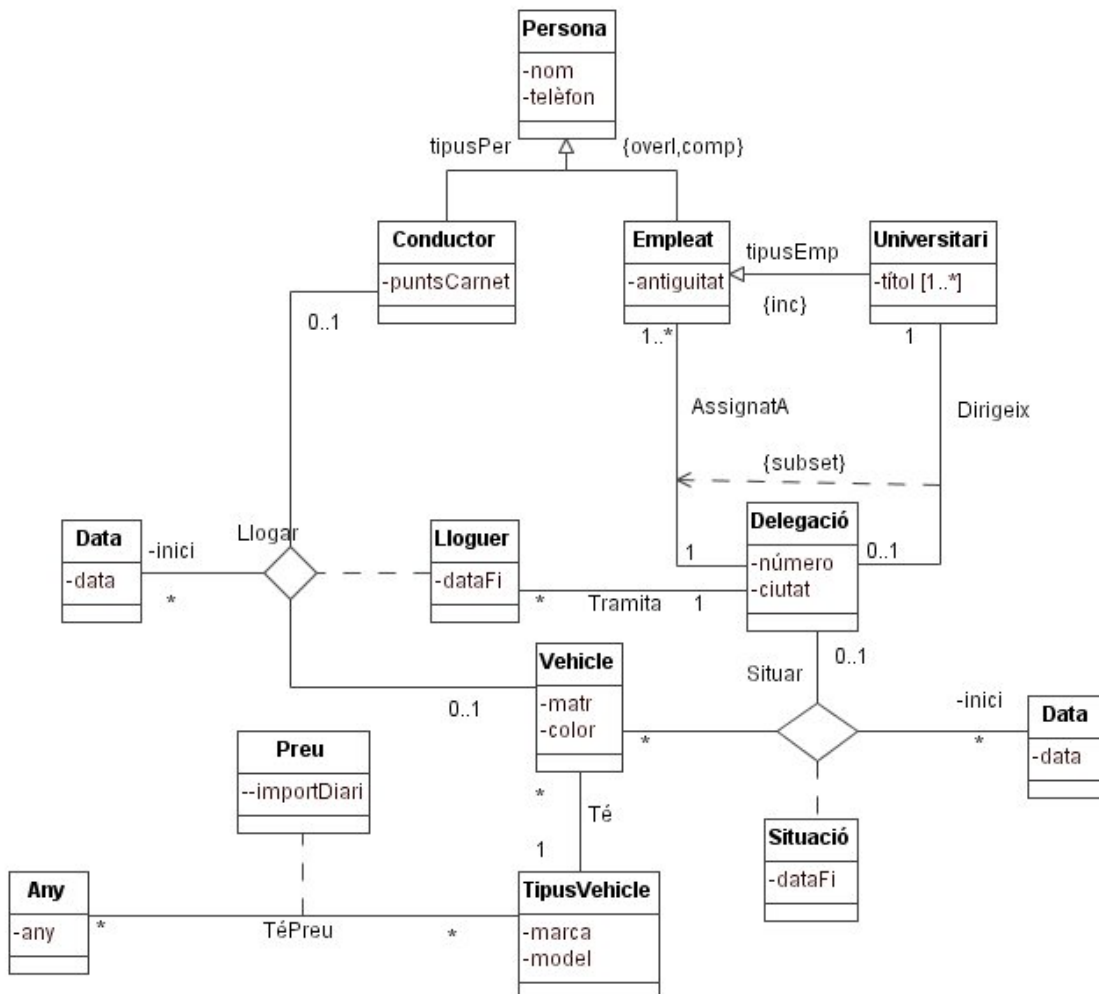 Persona
-nom
-telèfon
tipusPer
{overl,comp}
Conductor
-puntsCarnet
Empleat
-antiguitat
tipusEmp
{inc}
Universitari
-títol [1..*]
0..1
1..*
1
AssignatA
Dirigeix
{subset}
Data
-data
-inici
*
Llogar
Lloguer
-dataFi
*
Tramita
1
Delegació
-número
-ciutat
1
0..1
0..1
Vehicle
-matr
-color
0..1
*
Situar
0..1
-inici
*
Data
-data
Situació
-dataFi
Preu
--importDiari
*
Té
1
Any
-any
*
TéPreu
*
TipusVehicle
-marca
-model